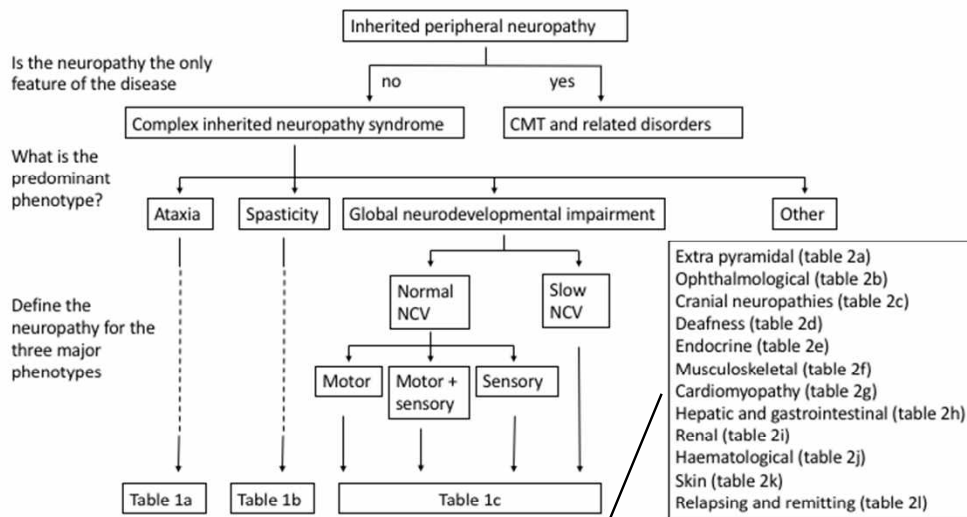 Inherited peripheral neuropathy
Is the neuropathy the only
feature of the disease
no
yes
Complex inherited neuropathy syndrome
CMT and related disorders
What is the
predominant
phenotype?
Ataxia
Spasticity
Global neurodevelopmental impairment
Other
Define the
neuropathy for the
three major
phenotypes
Normal
NCV
Slow
NCV
Motor
Motor +
sensory
Sensory
Extra pyramidal (table 2a)
Ophthalmological (table 2b)
Cranial neuropathies (table 2c)
Deafness (table 2d)
Endocrine (table 2e)
Musculoskeletal (table 2f)
Cardiomyopathy (table 2g)
Hepatic and gastrointestinal (table 2h)
Renal (table 2i)
Haematological (table 2j)
Skin (table 2k)
Relapsing and remitting (table 2l)
Table 1a
Table 1b
Table 1c